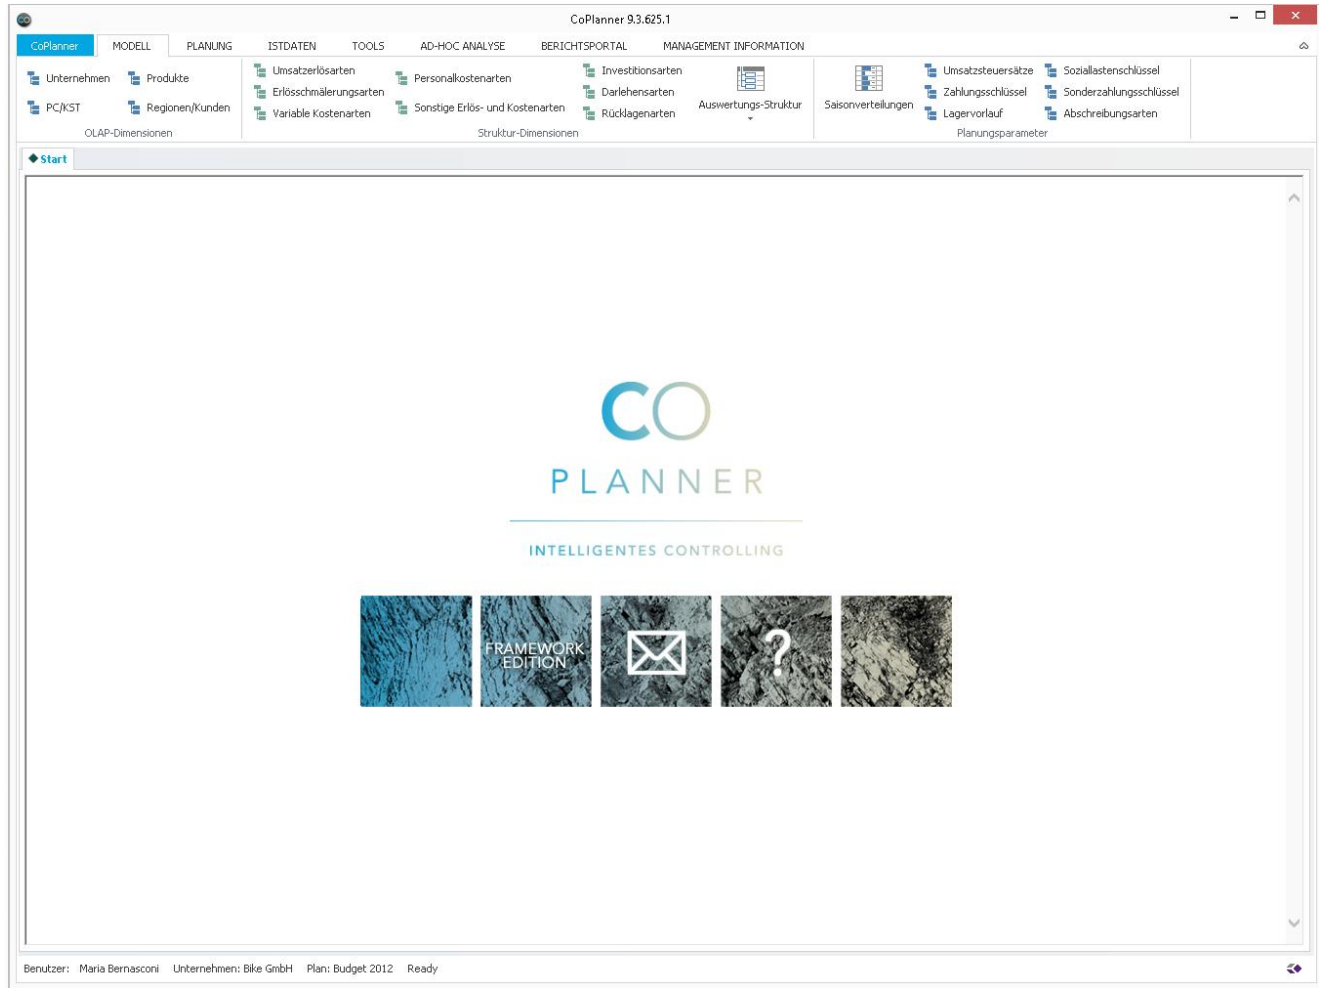 CoPlanner 9.3.625.1
CoPlanner MODELL PLANUNG ISTDATEN TOOLS AD-HOC ANALYSE BERICHTSPORTAL MANAGEMENT INFORMATION
Unternehmen Produkte
PC/KST Regionen/Kunden
OLAP-Dimensionen
Umsatzerlösarten
Erlösschmälerungsarten
Variable Kostenarten
Personalkostenarten
Sonstige Erlös- und Kostenarten
Investitionsarten
Darlehensarten
Rücklagenarten
Auswertungs-Struktur
Struktur-Dimensionen
Saisonverteilungen
Umsatzsteuersätze
Zahlungsschlüssel
Lagervorlauf
Soziallastenschlüssel
Sonderzahlungsschlüssel
Abschreibungsarten
Planungsparameter
Start
CO
PLANNER
INTELLIGENTES CONTROLLING
FRAMEWORK
EDITION
?
Benutzer: Maria Bernasconi Unternehmen: Bike GmbH Plan: Budget 2012 Ready